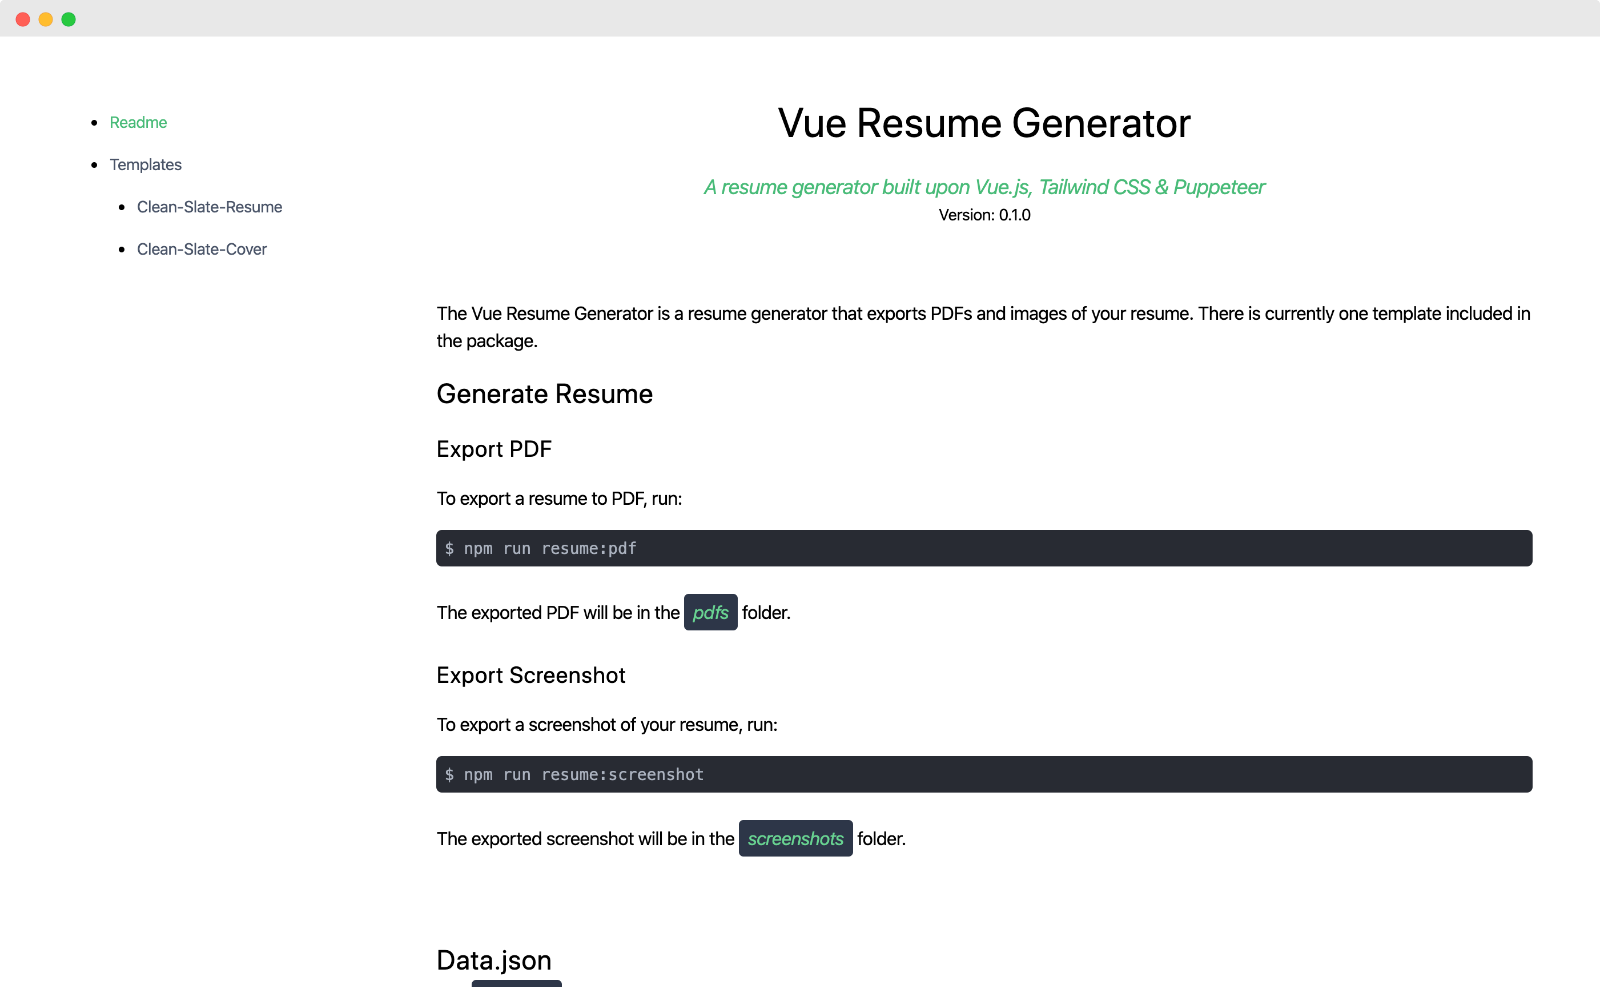 Readme
Templates
Clean-Slate-Resume
Clean-Slate-Cover
Vue Resume Generator
A resume generator built upon Vue.js, Tailwind CSS & Puppeteer
Version: 0.1.0
The Vue Resume Generator is a resume generator that exports PDFs and images of your resume. There is currently one template included in
the package.
Generate Resume
Export PDF
To export a resume to PDF, run:
$ npm run resume:pdf
The exported PDF will be in the pdfs folder.
Export Screenshot
To export a screenshot of your resume, run:
$ npm run resume:screenshot
The exported screenshot will be in the screenshots folder.
Data.json